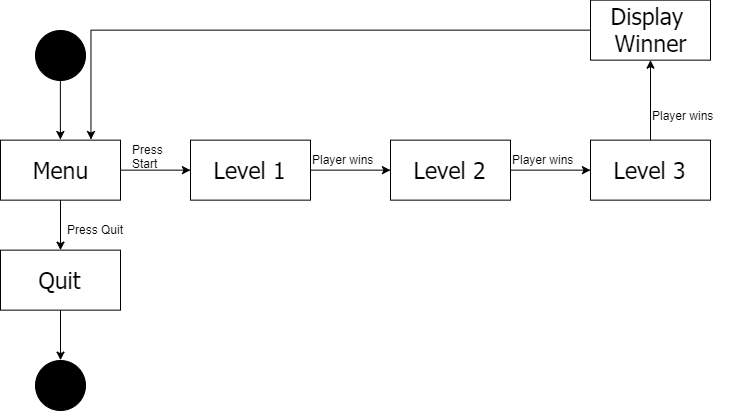 Display
Winner
Player wins
Press
Start
Player wins
Player wins
Menu
Level 1
Level 2
Level 3
Press Quit
Quit